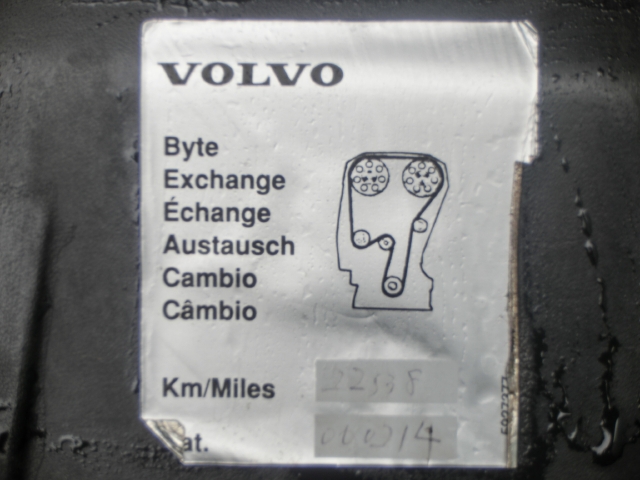 VOLVO
Byte
Exchange
Échange
Austausch
Cambio
Câmbio
Km/Miles
at.